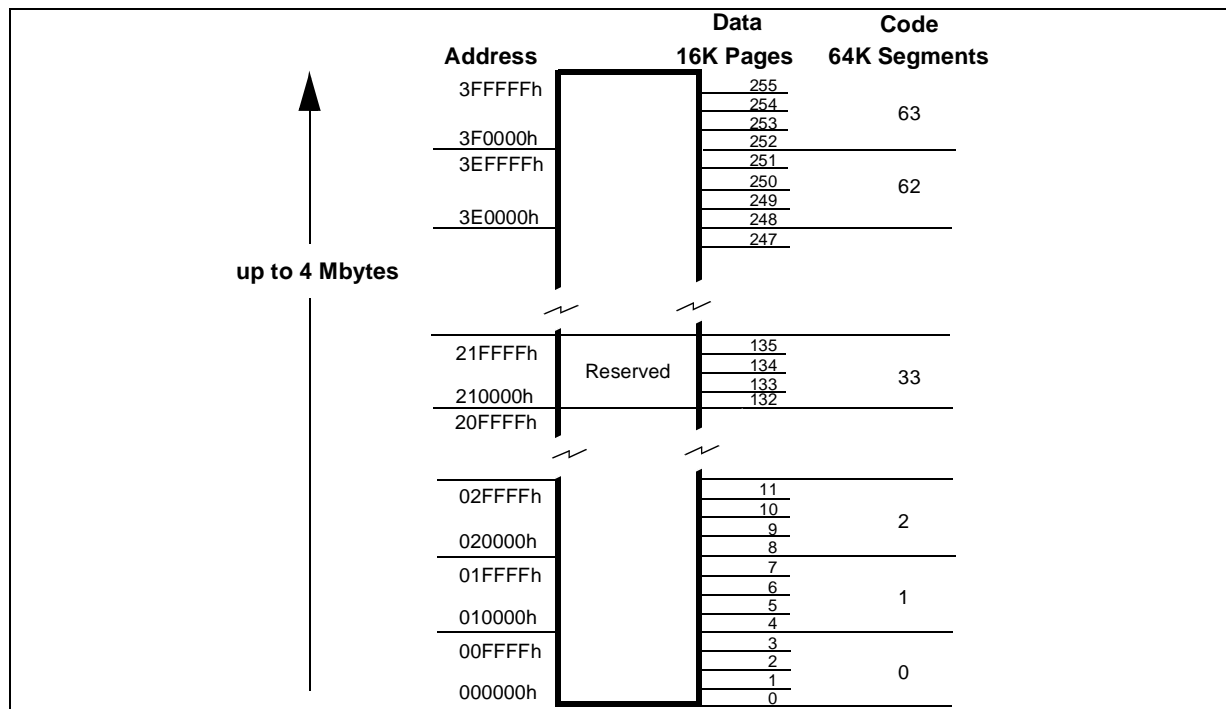 Data Code
Address 16K Pages 64K Segments
3FFFFFh 255
254
253 63
3F0000h 252
3EFFFFh 251
250 62
249
3E0000h 248
247
up to 4 Mbytes
21FFFFh 135
Reserved 134 33
133
210000h 132
20FFFFh
02FFFFh 11
10
9 2
020000h 8
01FFFFh 7
6 1
5
010000h 4
00FFFFh 3
2 0
1
000000h 0